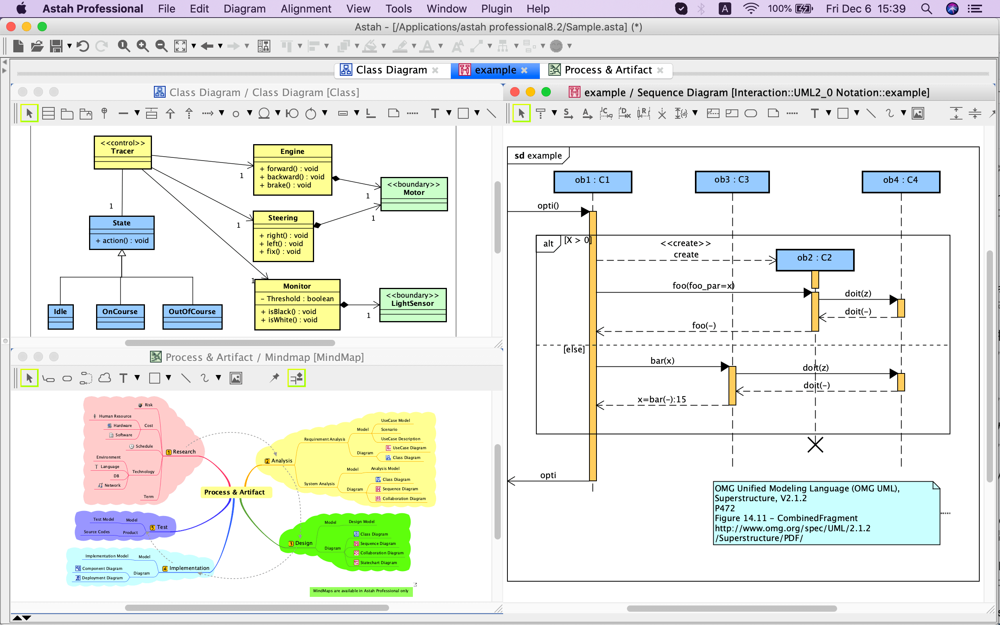 Astah Professional File Edit Diagram Alignment View Tools Window Plugin Help A 100% Fri Dec 6 15:39
Astah - [/Applications/astah professional8.2/Sample.asta] (*)
Class Diagram example Process & Artifact
Class Diagram / Class Diagram [Class]
<<control>>
Tracer
1
Engine
+ forward() : void
+ backward() : void
+ brake() : void
1
<<boundary>>
Motor
1
State
+ action() : void
1
Steering
+ right() : void
+ left() : void
+ fix() : void
1
1
Monitor
- Threshold : boolean
+ isBlack() : void
+ isWhite() : void
1
<<boundary>>
LightSensor
Idle
OnCourse
OutOfCourse
Process & Artifact / Mindmap [MindMap]
Process & Artifact
1 Research
Risk
Cost
Human Resource
Hardware
Software
Schedule
Technology
Environment
Language
DB
Network
Term
2 Analysis
Requirement Analysis
Model
UseCase Model
Scenario
UseCase Description
Diagram
UseCase Diagram
Class Diagram
System Analysis
Model
Analysis Model
Diagram
Class Diagram
Sequence Diagram
Collaboration Diagram
3 Design
Model
Design Model
Diagram
Class Diagram
Sequence Diagram
Collaboration Diagram
Statechart Diagram
5 Test
Model
Test Model
Product
Source Codes
4 Implementation
Model
Implementation Model
Diagram
Component Diagram
Deployment Diagram
MindMaps are available in Astah Professional only
example / Sequence Diagram [Interaction::UML2_0 Notation::example]
sd example
ob1 : C1
ob3 : C3
ob4 : C4
opti()
alt
[X > 0]
<<create>>
create
ob2 : C2
foo(foo_par=x)
doit(z)
doit(-)
foo(-)
[else]
bar(x)
doit(z)
doit(-)
x=bar(-):15
opti
OMG Unified Modeling Language (OMG UML),
Superstructure, V2.1.2
P472
Figure 14.11 - CombinedFragment
http://www.omg.org/spec/UML/2.1.2
/Superstructure/PDF/